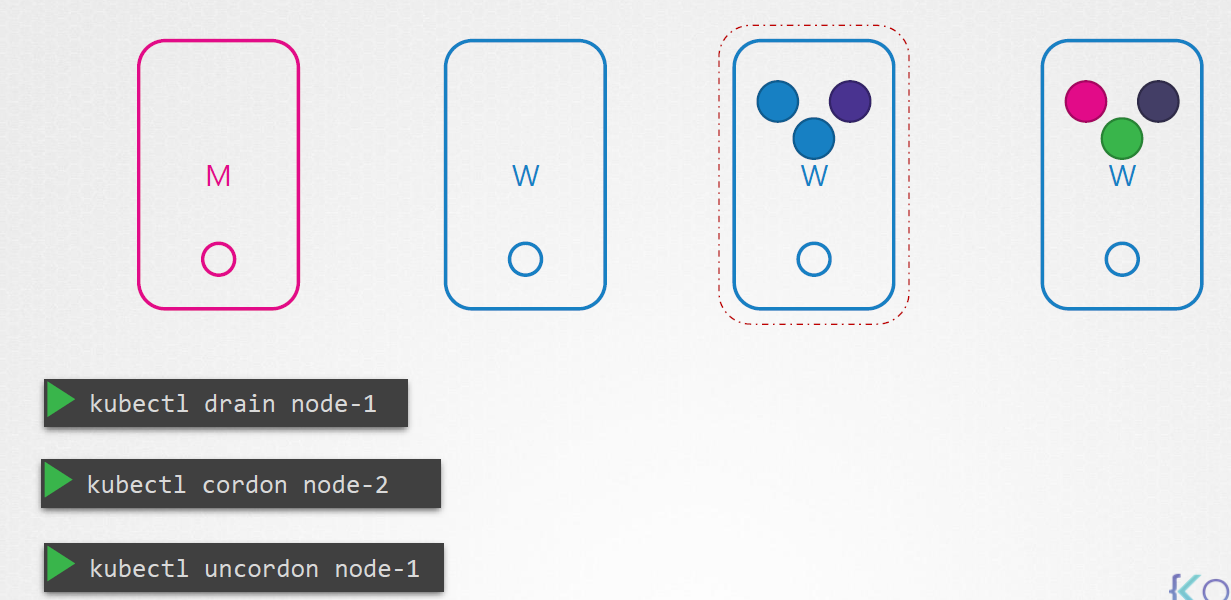 M
W
W
W
kubectl drain node-1
kubectl cordon node-2
kubectl uncordon node-1